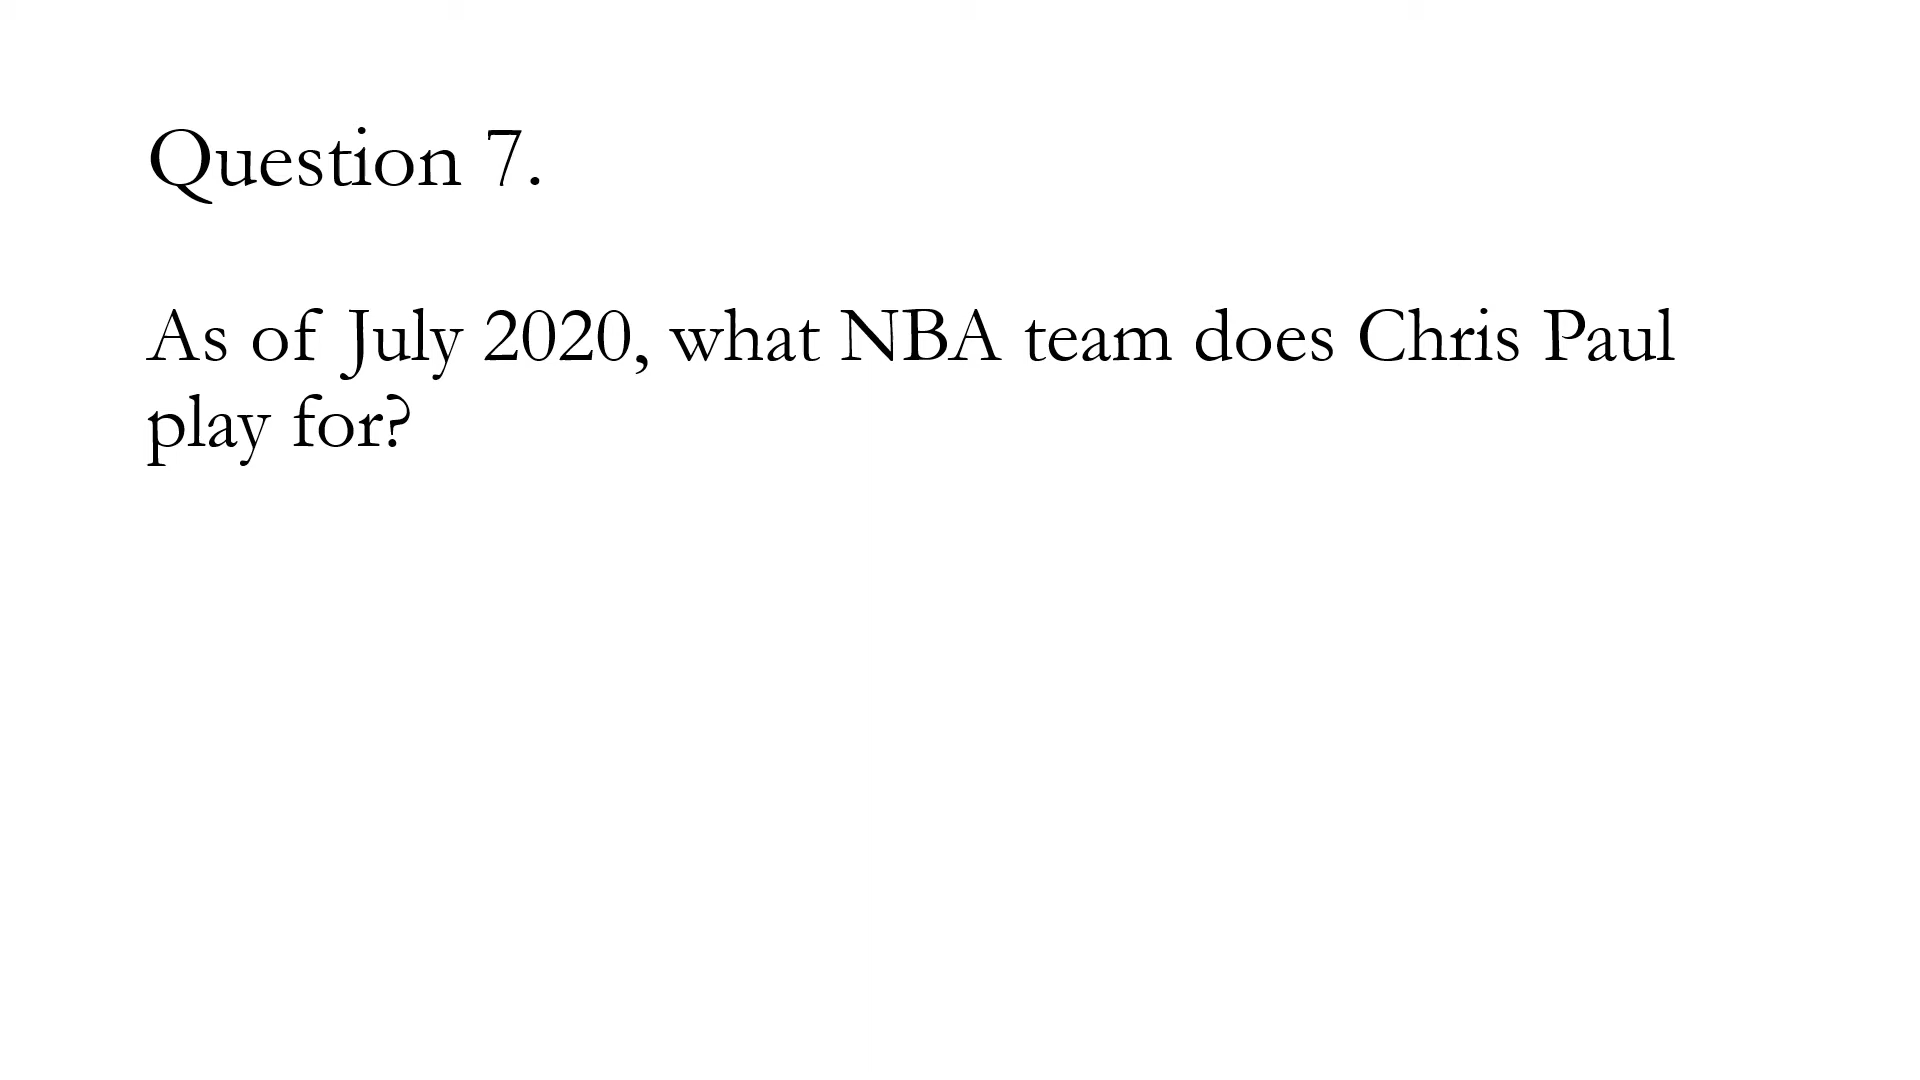 Question 7.
As of July 2020, what NBA team does Chris Paul
play for?